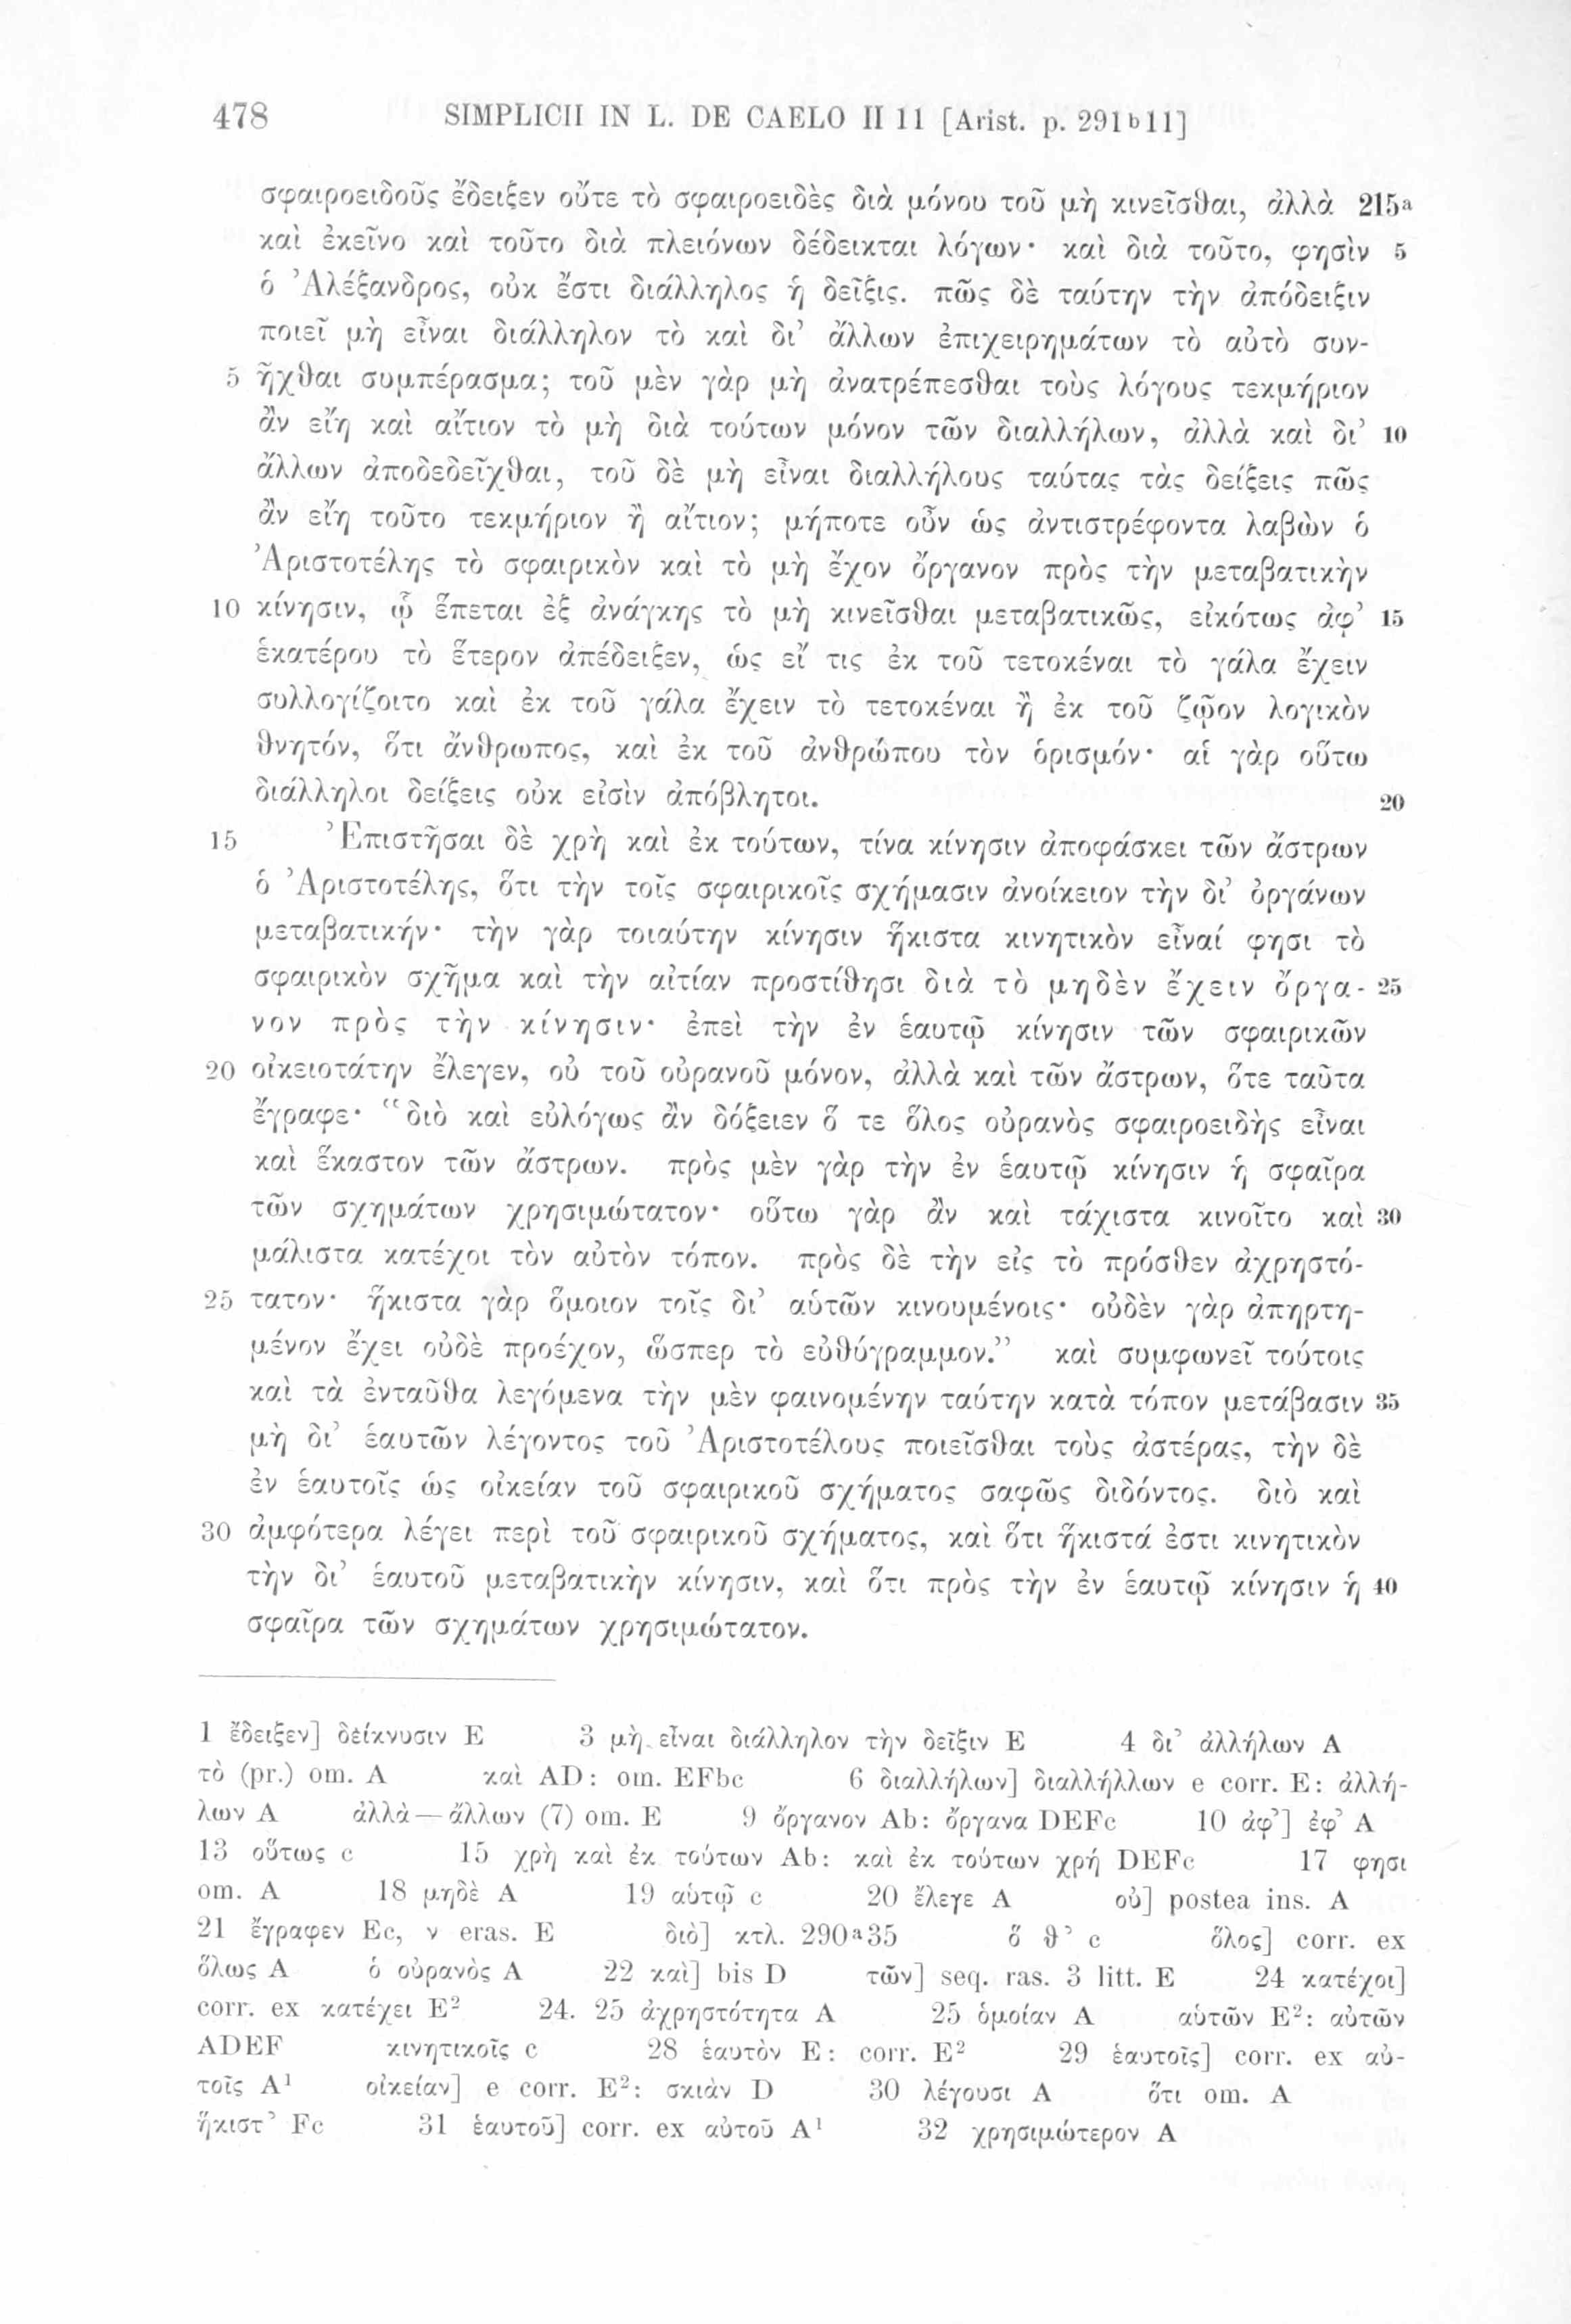 478 SIMPLICII IN L. DE CAELO II 11 [Arist. p. 291ᵇ11]
σφαιροειδοῦς ἔδειξεν οὔτε τὸ σφαιροειδὲς διὰ μόνου τοῦ μὴ κινεῖσθαι, ἀλλὰ 215ᵃ
καὶ ἐκεῖνο καὶ τοῦτο διὰ πλειόνων δέδεικται λόγων· καὶ διὰ τοῦτο, φησὶν 5
ὁ Ἀλέξανδρος, οὐκ ἔστι διάλληλος ἡ δεῖξις. πῶς δὲ ταύτην τὴν ἀπόδειξιν
ποιεῖ μὴ εἶναι διάλληλον τὸ καὶ δι’ ἄλλων ἐπιχειρημάτων τὸ αὐτὸ συν-
5 ῆχθαι συμπέρασμα; τοῦ μὲν γὰρ μὴ ἀνατρέπεσθαι τοὺς λόγους τεκμήριον
ἂν εἴη καὶ αἴτιον τὸ μὴ διὰ τούτων μόνον τῶν διαλλήλων, ἀλλὰ καὶ δι’ 10
ἄλλων ἀποδεδεῖχθαι, τοῦ δὲ μὴ εἶναι διαλλήλους ταύτας τὰς δείξεις πῶς
ἂν εἴη τοῦτο τεκμήριον ἢ αἴτιον; μήποτε οὖν ὡς ἀντιστρέφοντα λαβὼν ὁ
Ἀριστοτέλης τὸ σφαιρικὸν καὶ τὸ μὴ ἔχον ὄργανον πρὸς τὴν μεταβατικὴν
10 κίνησιν, ᾧ ἕπεται ἐξ ἀνάγκης τὸ μὴ κινεῖσθαι μεταβατικῶς, εἰκότως ἀφ’ 15
ἑκατέρου τὸ ἕτερον ἀπέδειξεν, ὡς εἴ τις ἐκ τοῦ τετοκέναι τὸ γάλα ἔχειν
συλλογίζοιτο καὶ ἐκ τοῦ γάλα ἔχειν τὸ τετοκέναι ἢ ἐκ τοῦ ζῷον λογικὸν
θνητόν, ὅτι ἄνθρωπος, καὶ ἐκ τοῦ ἀνθρώπου τὸν ὁρισμόν· αἱ γὰρ οὕτω
διάλληλοι δείξεις οὐκ εἰσὶν ἀπόβλητοι. 20
15 Ἐπιστῆσαι δὲ χρὴ καὶ ἐκ τούτων, τίνα κίνησιν ἀποφάσκει τῶν ἄστρων
ὁ Ἀριστοτέλης, ὅτι τὴν τοῖς σφαιρικοῖς σχήμασιν ἀνοίκειον τὴν δι’ ὀργάνων
μεταβατικήν· τὴν γὰρ τοιαύτην κίνησιν ἥκιστα κινητικὸν εἶναί φησι τὸ
σφαιρικὸν σχῆμα καὶ τὴν αἰτίαν προστίθησι διὰ τὸ μηδὲν ἔχειν ὄργα- 25
νον πρὸς τὴν κίνησιν· ἐπεὶ τὴν ἐν ἑαυτῷ κίνησιν τῶν σφαιρικῶν
20 οἰκειοτάτην ἔλεγεν, οὐ τοῦ οὐρανοῦ μόνον, ἀλλὰ καὶ τῶν ἄστρων, ὅτε ταῦτα
ἔγραφε· “διὸ καὶ εὐλόγως ἂν δόξειεν ὅ τε ὅλος οὐρανὸς σφαιροειδὴς εἶναι
καὶ ἕκαστον τῶν ἄστρων. πρὸς μὲν γὰρ τὴν ἐν ἑαυτῷ κίνησιν ἡ σφαῖρα
τῶν σχημάτων χρησιμώτατον· οὕτω γὰρ ἂν καὶ τάχιστα κινοῖτο καὶ 30
μάλιστα κατέχοι τὸν αὐτὸν τόπον. πρὸς δὲ τὴν εἰς τὸ πρόσθεν ἀχρηστό-
25 τατον· ἥκιστα γὰρ ὅμοιον τοῖς δι’ αὑτῶν κινουμένοις· οὐδὲν γὰρ ἀπηρτη-
μένον ἔχει οὐδὲ προέχον, ὥσπερ τὸ εὐθύγραμμον.” καὶ συμφωνεῖ τούτοις
καὶ τὰ ἐνταῦθα λεγόμενα τὴν μὲν φαινομένην ταύτην κατὰ τόπον μετάβασιν 35
μὴ δι’ ἑαυτῶν λέγοντος τοῦ Ἀριστοτέλους ποιεῖσθαι τοὺς ἀστέρας, τὴν δὲ
ἐν ἑαυτοῖς ὡς οἰκείαν τοῦ σφαιρικοῦ σχήματος σαφῶς διδόντος. διὸ καὶ
30 ἀμφότερα λέγει περὶ τοῦ σφαιρικοῦ σχήματος, καὶ ὅτι ἥκιστά ἐστι κινητικὸν
τὴν δι’ ἑαυτοῦ μεταβατικὴν κίνησιν, καὶ ὅτι πρὸς τὴν ἐν ἑαυτῷ κίνησιν ἡ 40
σφαῖρα τῶν σχημάτων χρησιμώτατον.
1 ἔδειξεν] δείκνυσιν E 3 μὴ εἶναι διάλληλον τὴν δεῖξιν E 4 δι’ ἀλλήλων A
τὸ (pr.) om. A καὶ AD: om. EFbc 6 διαλλήλων] διαλλήλλων e corr. E: ἀλλή-
λων A ἀλλὰ—ἄλλων (7) om. E 9 ὄργανον Ab: ὄργανα DEFc 10 ἀφ’] ἐφ’ A
13 οὕτως c 15 χρὴ καὶ ἐκ τούτων Ab: καὶ ἐκ τούτων χρή DEFc 17 φησι
om. A 18 μηδὲ A 19 αὑτῷ c 20 ἔλεγε A οὐ] postea ins. A
21 ἔγραφεν Ec, ν eras. E διὸ] κτλ. 290ᵃ35 ὅ θ’ c ὅλος] corr. ex
ὅλως A ὁ οὐρανὸς A 22 καὶ] bis D τῶν] seq. ras. 3 litt. E 24 κατέχοι]
corr. ex κατέχει E² 24. 25 ἀχρηστότητα A 25 ὁμοίαν A αὑτῶν E²: αὐτῶν
ADEF κινητικοῖς c 28 ἑαυτὸν E: corr. E² 29 ἑαυτοῖς] corr. ex αὐ-
τοῖς A¹ οἰκείαν] e corr. E²: σκιὰν D 30 λέγουσι A ὅτι om. A
ἥκιστ’ Fc 31 ἑαυτοῦ] corr. ex αὐτοῦ A¹ 32 χρησιμώτερον A